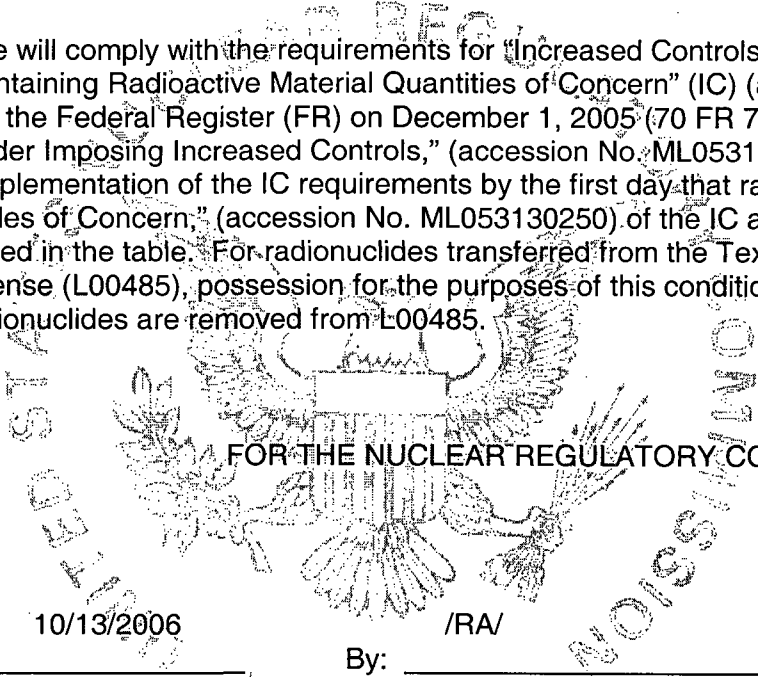 e will comply with the requirements for "Increased Controls
ntaining Radioactive Material Quantities of Concern" (IC) (a
the Federal Register (FR) on December 1, 2005 (70 FR 7
der Imposing Increased Controls," (accession No. ML0531
plementation of the IC requirements by the first day that ra
les of Concern," (accession No. ML053130250) of the IC a
ed in the table. For radionuclides transferred from the Tex
ense (L00485), possession for the purposes of this conditio
ionuclides are removed from L00485.
FOR THE NUCLEAR REGULATORY CO
10/13/2006 /RA/
By: